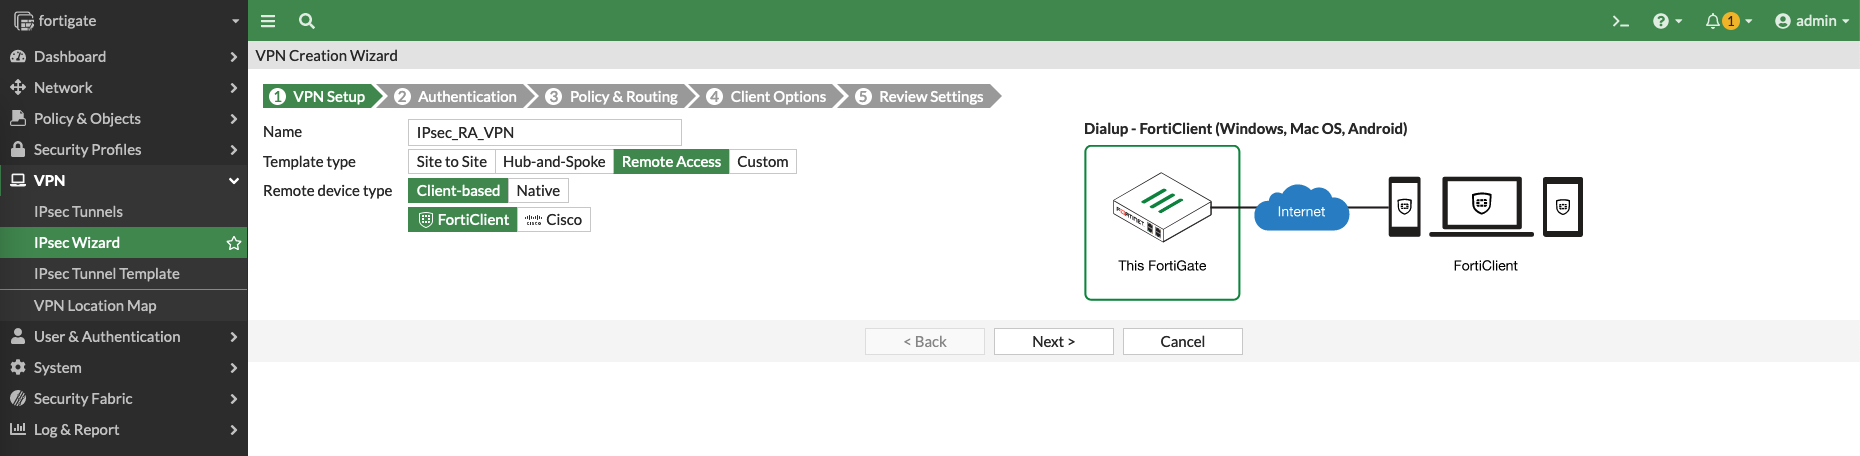 fortigate
1
admin
Dashboard
Network
Policy & Objects
Security Profiles
VPN
IPsec Tunnels
IPsec Wizard
IPsec Tunnel Template
VPN Location Map
User & Authentication
System
Security Fabric
Log & Report
VPN Creation Wizard
1 VPN Setup 2 Authentication 3 Policy & Routing 4 Client Options 5 Review Settings
Name IPsec_RA_VPN
Template type Site to Site Hub-and-Spoke Remote Access Custom
Remote device type Client-based Native
FortiClient Cisco
Dialup - FortiClient (Windows, Mac OS, Android)
FORTINET
Internet
This FortiGate
FortiClient
< Back Next > Cancel